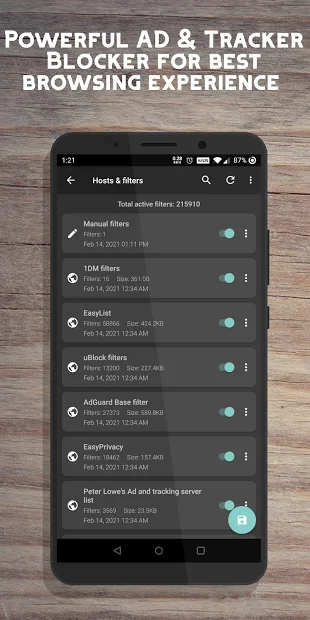 Powerful AD & Tracker
Blocker for best
browsing experience
1:21
0.28
87%
Hosts & filters
Total active filters: 215910
Manual filters
Filters: 1
Feb 14, 2021 01:11 PM
1DM filters
Filters: 16 Size: 361.0B
Feb 14, 2021 12:34 AM
EasyList
Filters: 58866 Size: 424.2KB
Feb 14, 2021 12:34 AM
uBlock filters
Filters: 13200 Size: 227.4KB
Feb 14, 2021 12:34 AM
AdGuard Base filter
Filters: 27373 Size: 589.8KB
Feb 14, 2021 12:34 AM
EasyPrivacy
Filters: 18462 Size: 157.4KB
Feb 14, 2021 12:34 AM
Peter Lowe's Ad and tracking server
list
Filters: 3569 Size: 23.5KB
Feb 14, 2021 12:34 AM